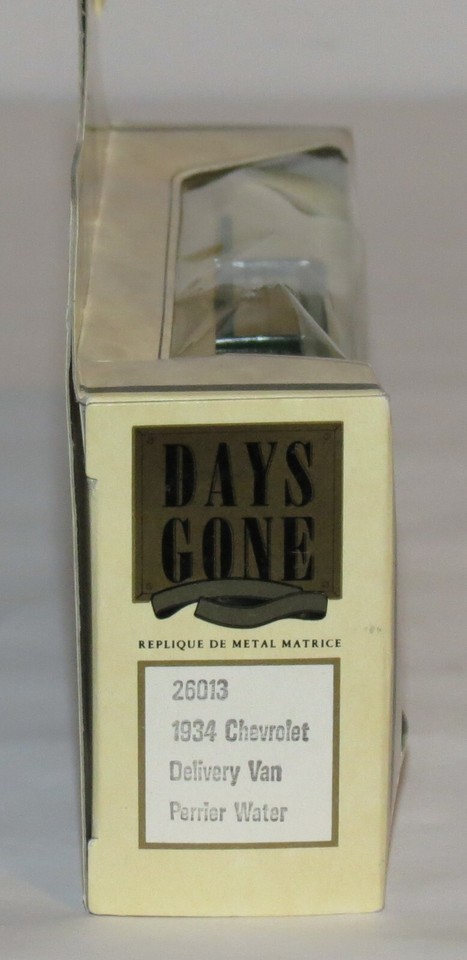 DAYS
GONE
REPLIQUE DE METAL MATRICE
26013
1934 Chevrolet
Delivery Van
Perrier Water